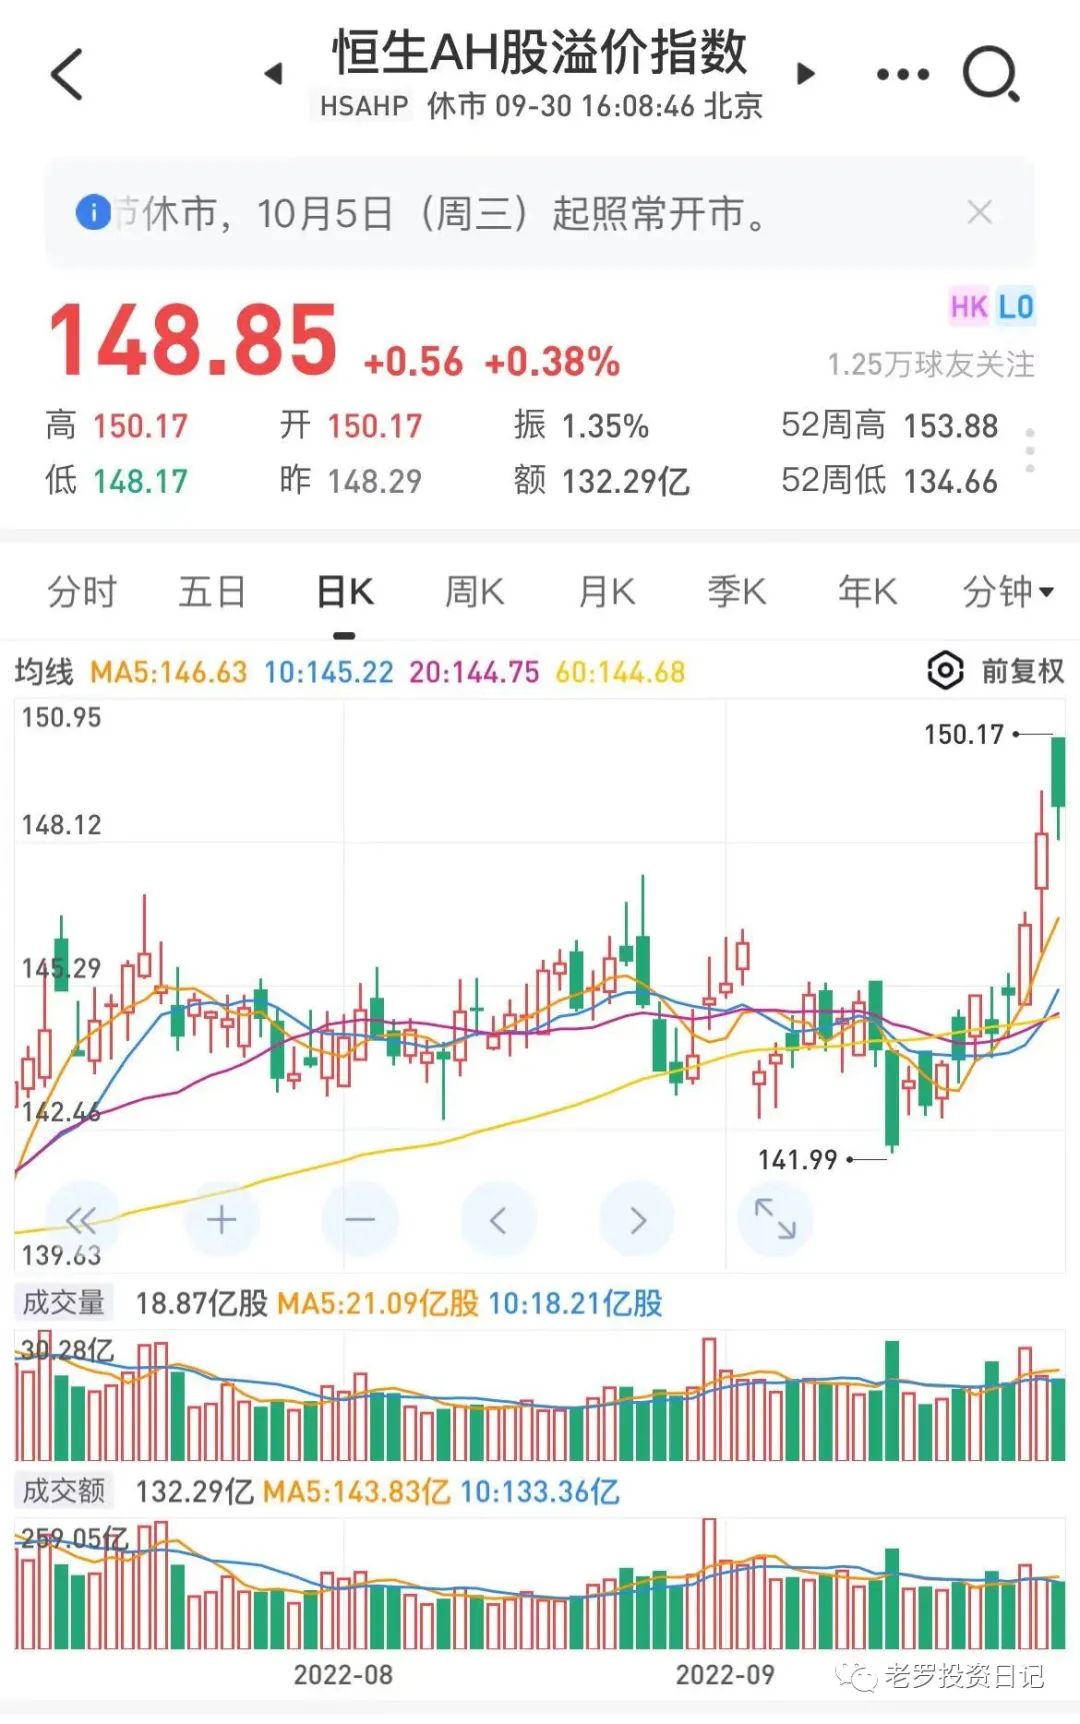 恒生AH股溢价指数
HSAHP 休市 09-30 16:08:46 北京
节休市，10月5日（周三）起照常开市。
148.85 +0.56 +0.38%
HK LO
1.25万球友关注
高 150.17 开 150.17 振 1.35% 52周高 153.88
低 148.17 昨 148.29 额 132.29亿 52周低 134.66
分时 五日 日K 周K 月K 季K 年K 分钟
均线 MA5:146.63 10:145.22 20:144.75 60:144.68 前复权
150.95
150.17
148.12
145.29
142.46
141.99
139.63
成交量 18.87亿股 MA5:21.09亿股 10:18.21亿股
30.28亿
成交额 132.29亿 MA5:143.83亿 10:133.36亿
259.05亿
2022-08 2022-09
老罗投资日记